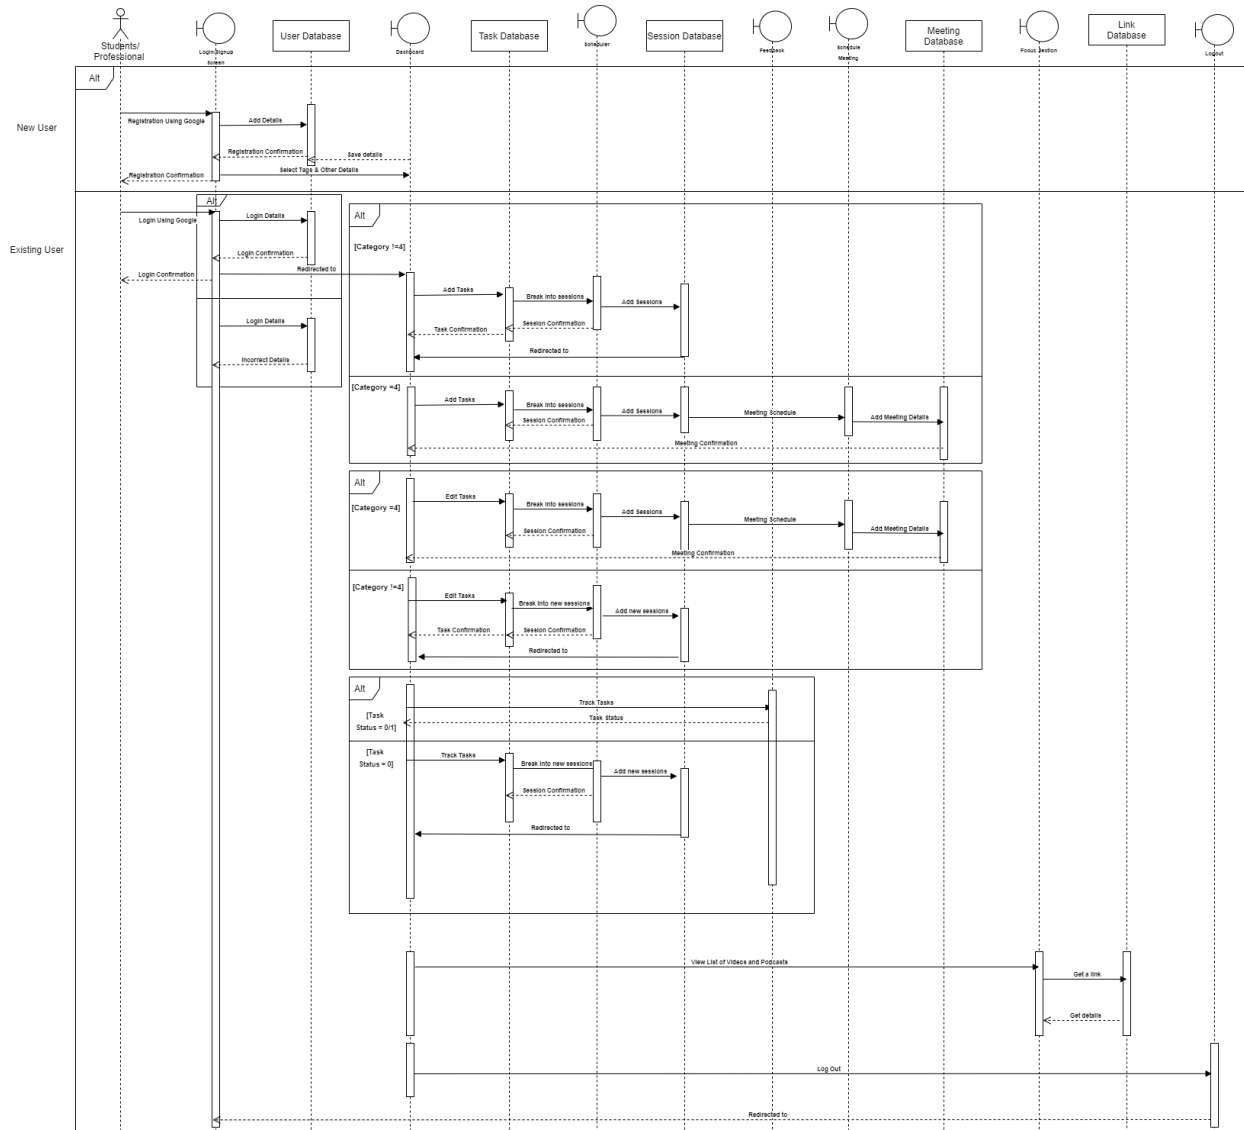 Students/
Professional
Login Signup
Screen
User Database
Dashboard
Task Database
Scheduler
Session Database
Feedback
Schedule
Meeting
Meeting
Database
Focus Section
Link
Database
Logout
Alt
New User
Registration Using Google
Add Details
Registration Confirmation
Save details
Select Tags & Other Details
Registration Confirmation
Existing User
Alt
Login Using Google
Login Details
Login Confirmation
Redirected to
Login Confirmation
Login Details
Incorrect Details
Alt
[Category !=4]
Add Tasks
Break into sessions
Add Sessions
Session Confirmation
Task Confirmation
Redirected to
[Category =4]
Add Tasks
Break into sessions
Add Sessions
Meeting Schedule
Add Meeting Details
Session Confirmation
Meeting Confirmation
Alt
[Category =4]
Edit Tasks
Break into sessions
Add Sessions
Meeting Schedule
Add Meeting Details
Session Confirmation
Meeting Confirmation
[Category !=4]
Edit Tasks
Break into new sessions
Add new sessions
Task Confirmation
Session Confirmation
Redirected to
Alt
[Task
Status = 0/1]
Track Tasks
Task Status
[Task
Status = 0]
Track Tasks
Break into new sessions
Add new sessions
Session Confirmation
Redirected to
View List of Videos and Podcasts
Get a link
Get details
Log Out
Redirected to